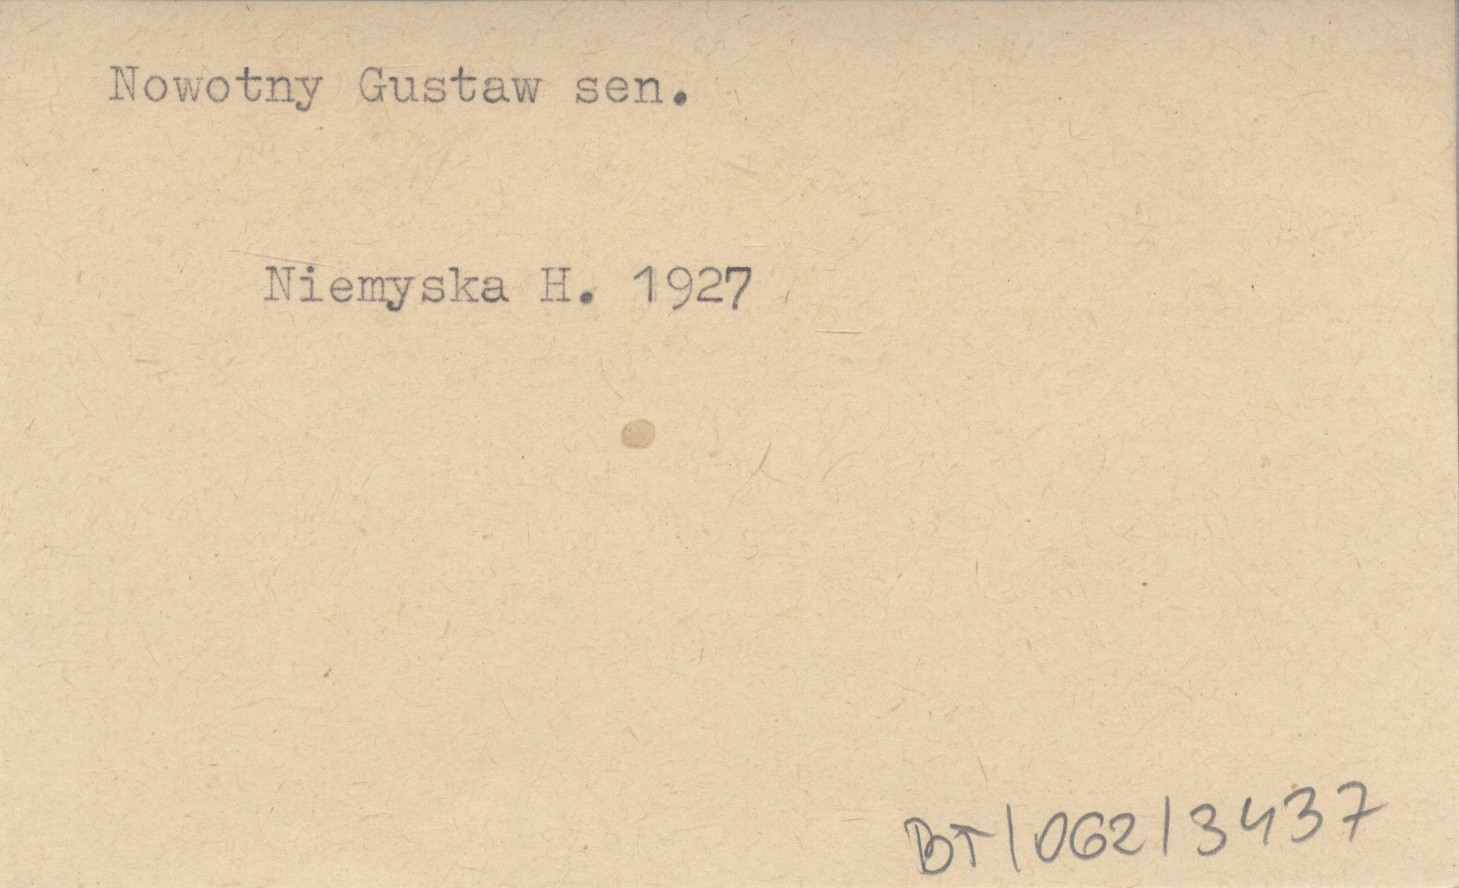 Nowotny Gustaw sen.
Niemyska H. 1927
BT/062/3437